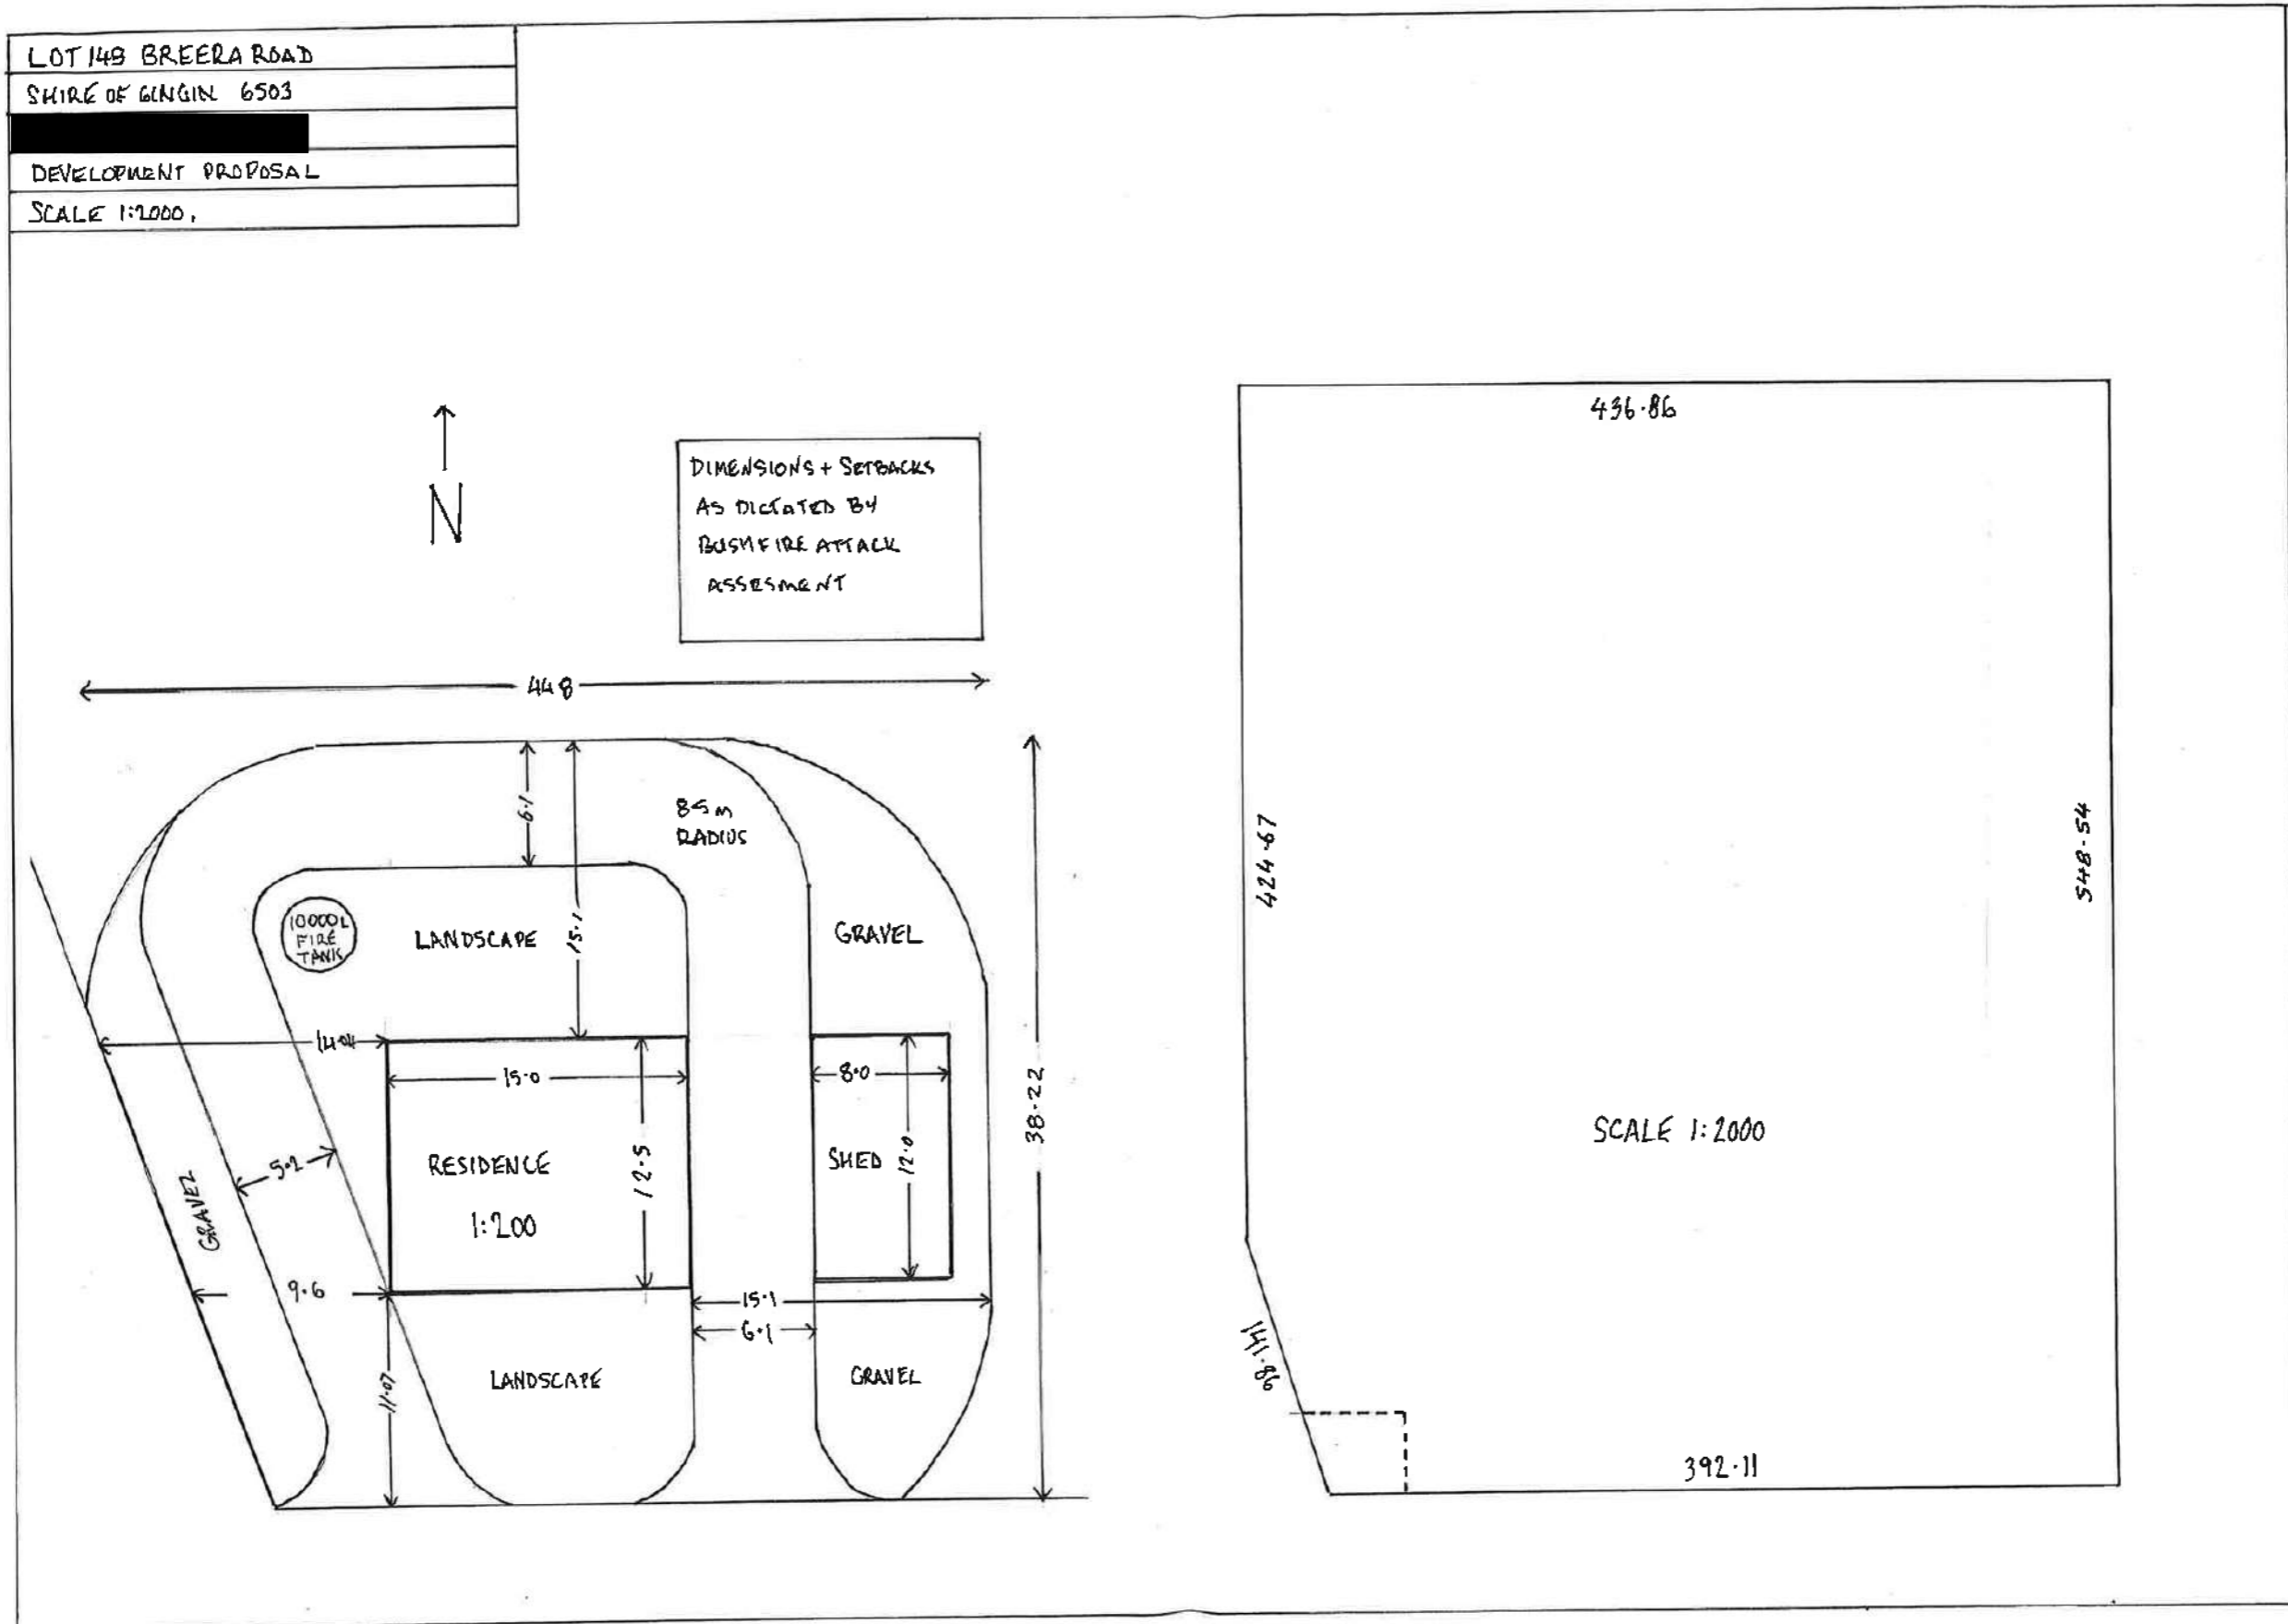 LOT 149 BREERA ROAD
SHIRE OF GINGIN 6503
DEVELOPMENT PROPOSAL
SCALE 1:2000.
N
DIMENSIONS + SETBACKS
AS DICTATED BY
BUSHFIRE ATTACK
ASSESMENT
436.86
424.67
548.54
SCALE 1:2000
141.86
392.11
448
6.1
15.1
85m
RADIUS
38.22
10000L
FIRE
TANK
LANDSCAPE
GRAVEL
14.04
15.0
8.0
RESIDENCE
1:200
12.5
SHED
12.0
5.2
GRAVEL
9.6
15.1
6.1
11.07
LANDSCAPE
GRAVEL